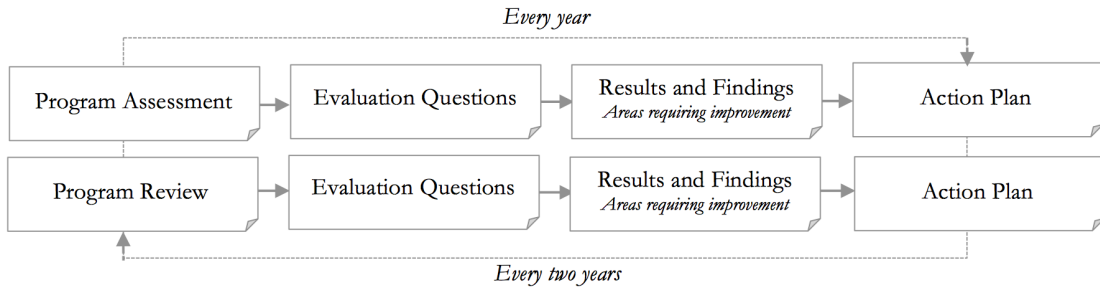 Every year
Program Assessment
Evaluation Questions
Results and Findings
Areas requiring improvement
Action Plan
Program Review
Evaluation Questions
Results and Findings
Areas requiring improvement
Action Plan
Every two years